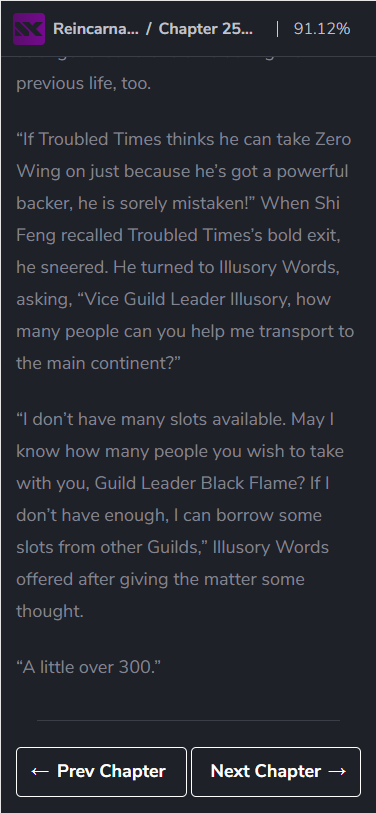 Reincarna... / Chapter 25... | 91.12%
previous life, too.
“If Troubled Times thinks he can take Zero
Wing on just because he’s got a powerful
backer, he is sorely mistaken!” When Shi
Feng recalled Troubled Times’s bold exit,
he sneered. He turned to Illusory Words,
asking, “Vice Guild Leader Illusory, how
many people can you help me transport to
the main continent?”
“I don’t have many slots available. May I
know how many people you wish to take
with you, Guild Leader Black Flame? If I
don’t have enough, I can borrow some
slots from other Guilds,” Illusory Words
offered after giving the matter some
thought.
“A little over 300.”
← Prev Chapter
Next Chapter →